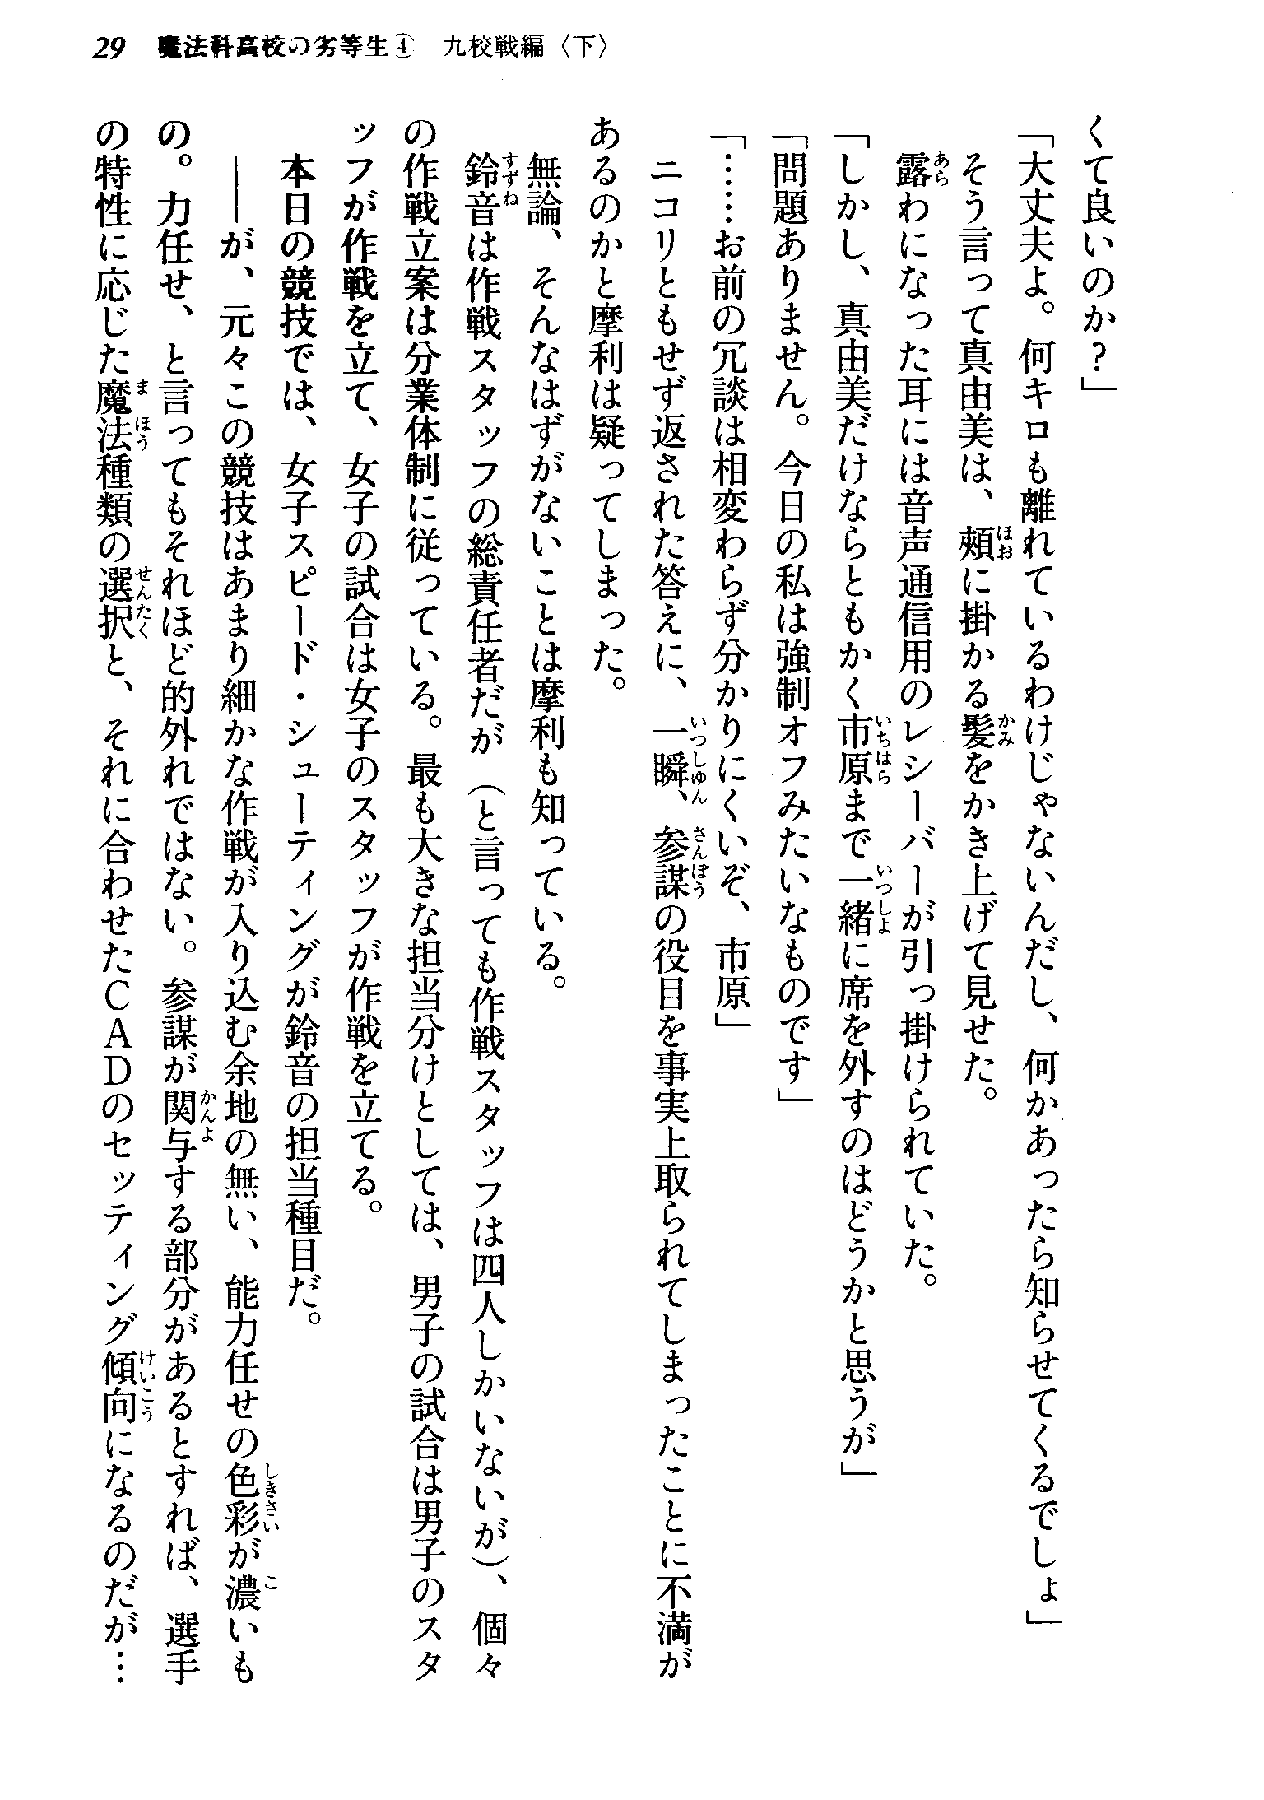 29 魔法科高校の劣等生④ 九校戦編〈下〉
くて良いのか?」
「大丈夫よ。何キロも離れているわけじゃないんだし、何かあったら知らせてくるでしょ」
そう言って真由美は、頬に掛かる髪をかき上げて見せた。
露わになった耳には音声通信用のレシーバーが引っ掛けられていた。
「しかし、真由美だけならともかく市原まで一緒に席を外すのはどうかと思うが」
「問題ありません。今日の私は強制オフみたいなものです」
「……お前の冗談は相変わらず分かりにくいぞ、市原」
ニコリともせず返された答えに、一瞬、参謀の役目を事実上取られてしまったことに不満が
あるのかと摩利は疑ってしまった。
無論、そんなはずがないことは摩利も知っている。
鈴音は作戦スタッフの総責任者だが(と言っても作戦スタッフは四人しかいないが)、個々
の作戦立案は分業体制に従っている。最も大きな担当分けとしては、男子の試合は男子のスタ
ッフが作戦を立て、女子の試合は女子のスタッフが作戦を立てる。
本日の競技では、女子スピード・シューティングが鈴音の担当種目だ。
――が、元々この競技はあまり細かな作戦が入り込む余地の無い、能力任せの色彩が濃いも
の。力任せ、と言ってもそれほど的外れではない。参謀が関与する部分があるとすれば、選手
の特性に応じた魔法種類の選択と、それに合わせたCADのセッティング傾向になるのだが…